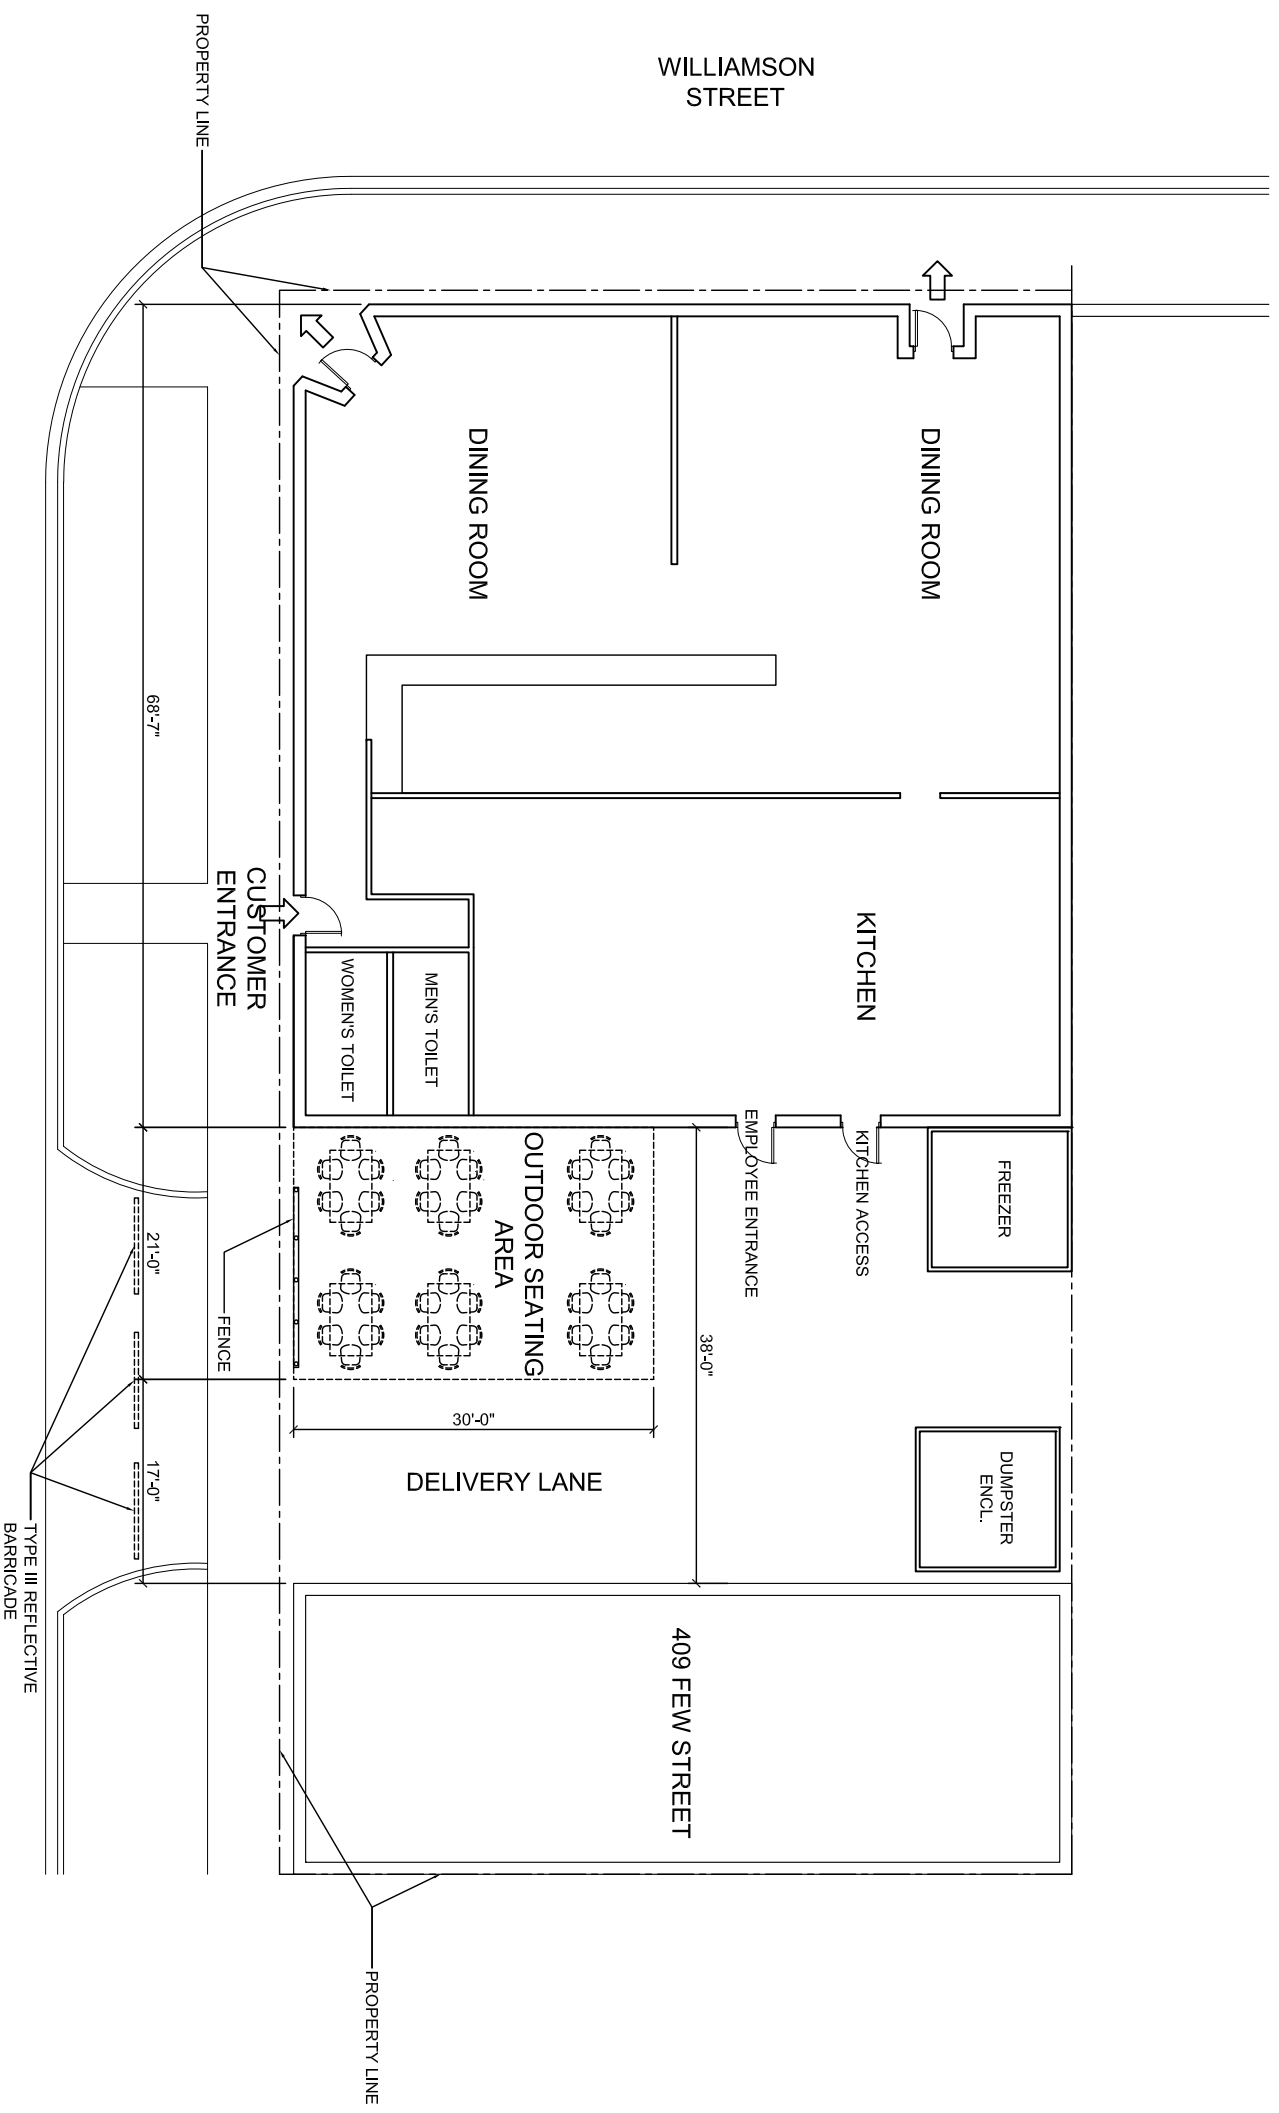 WILLIAMSON
STREET
PROPERTY LINE
DINING ROOM
DINING ROOM
68'-7"
CUSTOMER
ENTRANCE
KITCHEN
WOMEN'S TOILET
MEN'S TOILET
EMPLOYEE ENTRANCE
KITCHEN ACCESS
FREEZER
OUTDOOR SEATING
AREA
21'-0"
FENCE
38'-0"
30'-0"
DELIVERY LANE
17'-0"
DUMPSTER
ENCL.
TYPE III REFLECTIVE
BARRICADE
409 FEW STREET
PROPERTY LINE